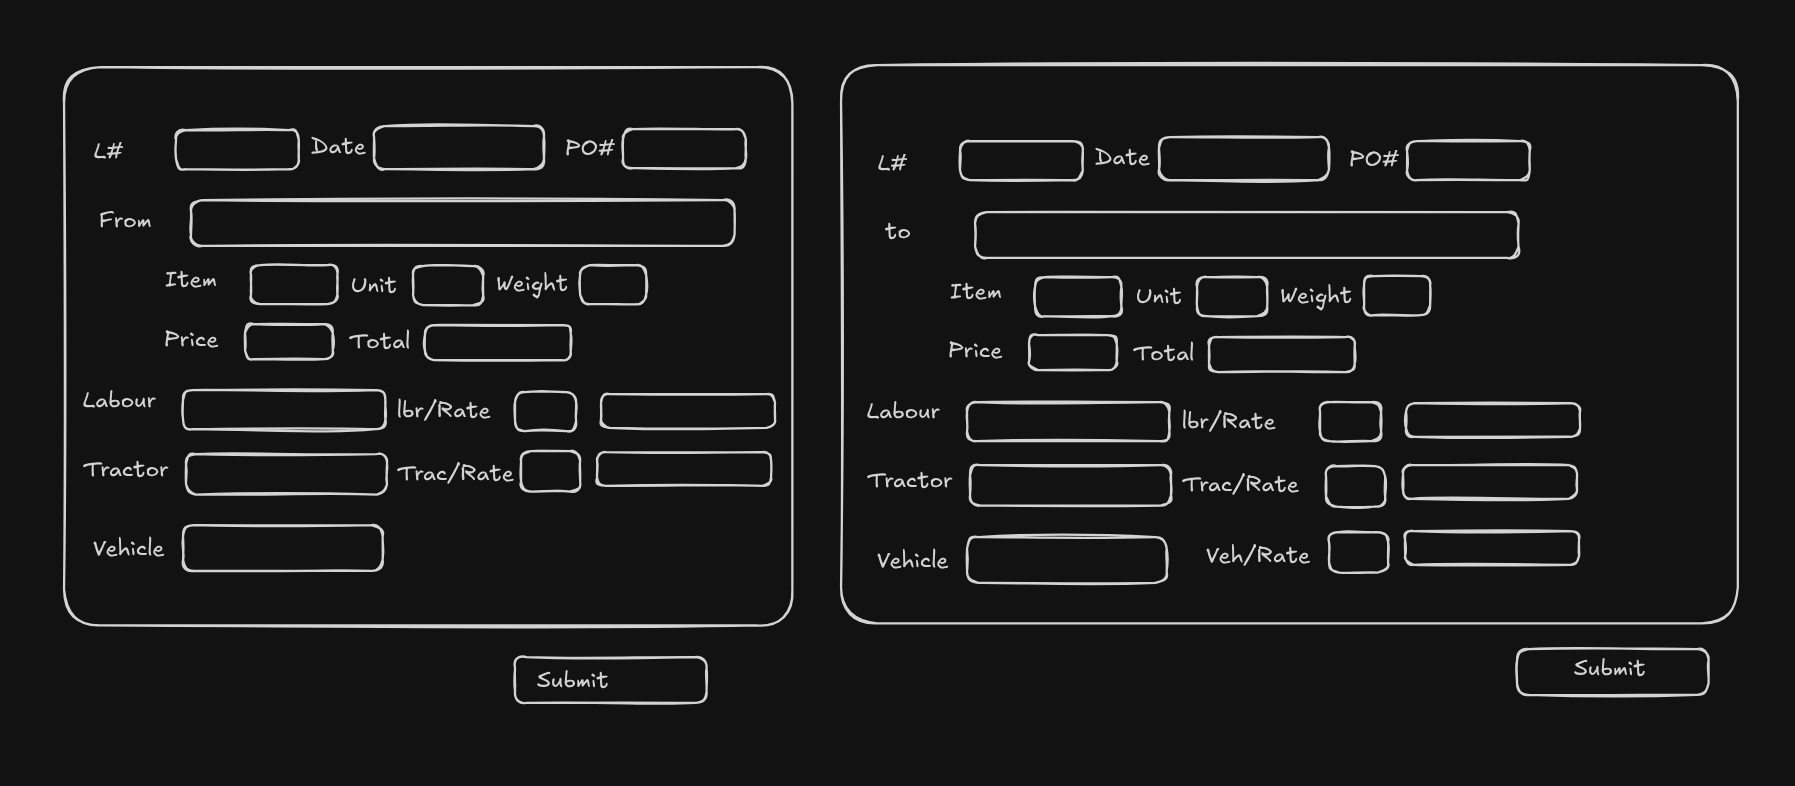 L# Date PO#
From
Item Unit Weight
Price Total
Labour lbr/Rate
Tractor Trac/Rate
Vehicle
Submit
L# Date PO#
to
Item Unit Weight
Price Total
Labour lbr/Rate
Tractor Trac/Rate
Vehicle Veh/Rate
Submit